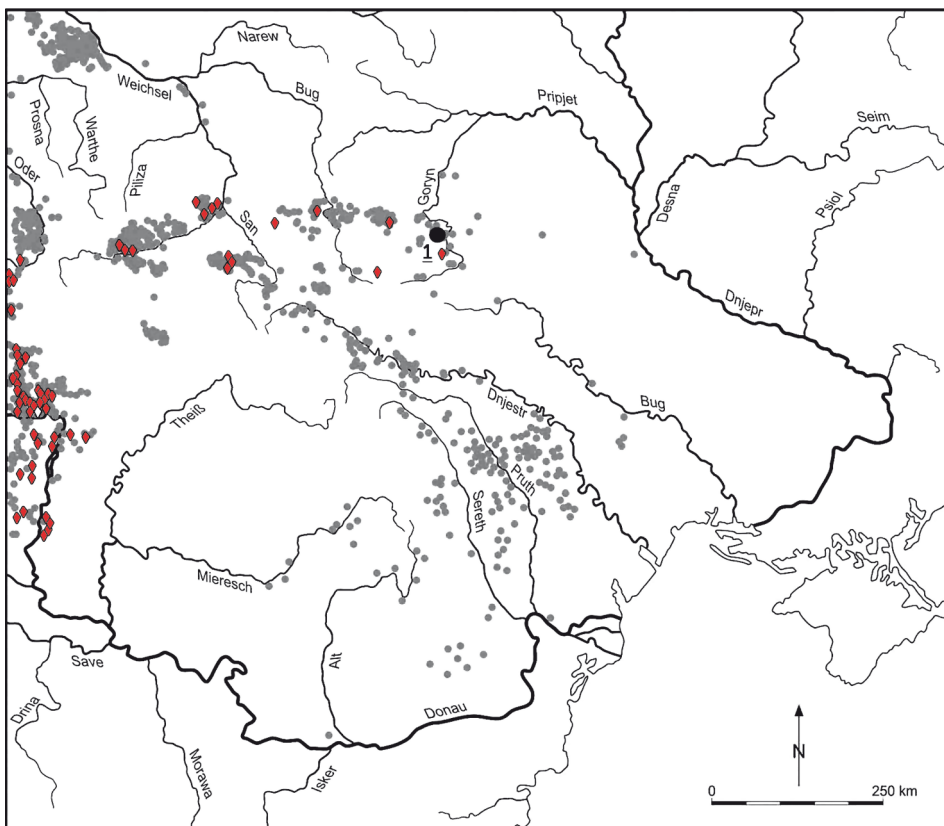 Narew
Weichsel
Bug
Pripjet
Seim
Prosna
Warthe
Piliza
Oder
Goryn
Desna
Psiol
San
1
Dnjepr
Theiß
Dnjestr
Bug
Pruth
Sereth
Mieresch
Alt
Save
Drina
Donau
Morawa
Isker
N
0 250 km